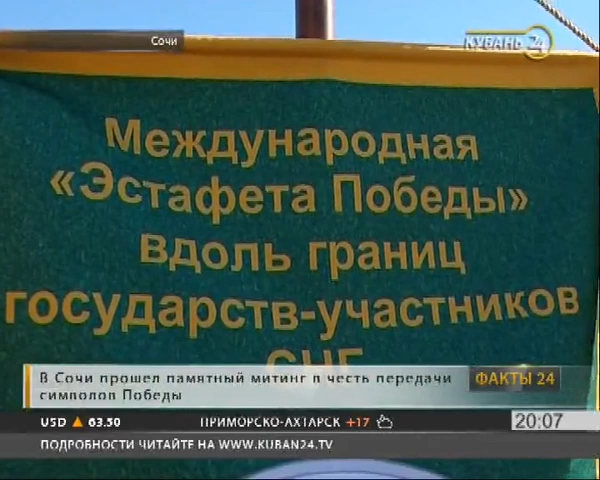 Сочи
КУБАНЬ 24
Международная
«Эстафета Победы»
вдоль границ
государств-участников
СНГ
В Сочи прошел памятный митинг в честь передачи
символов Победы
ФАКТЫ 24
USD 63.50 ПРИМОРСКО-АХТАРСК +17 20:07
ПОДРОБНОСТИ ЧИТАЙТЕ НА WWW.KUBAN24.TV